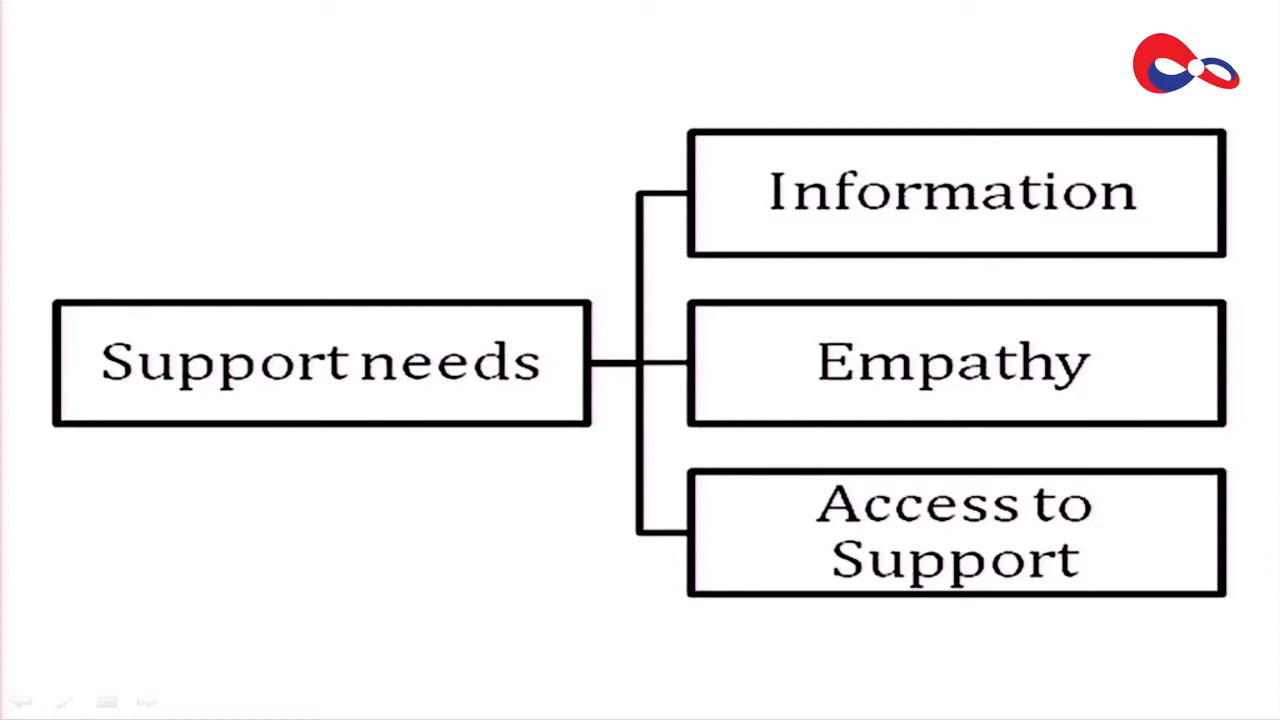 Information
Support needs
Empathy
Access to
Support